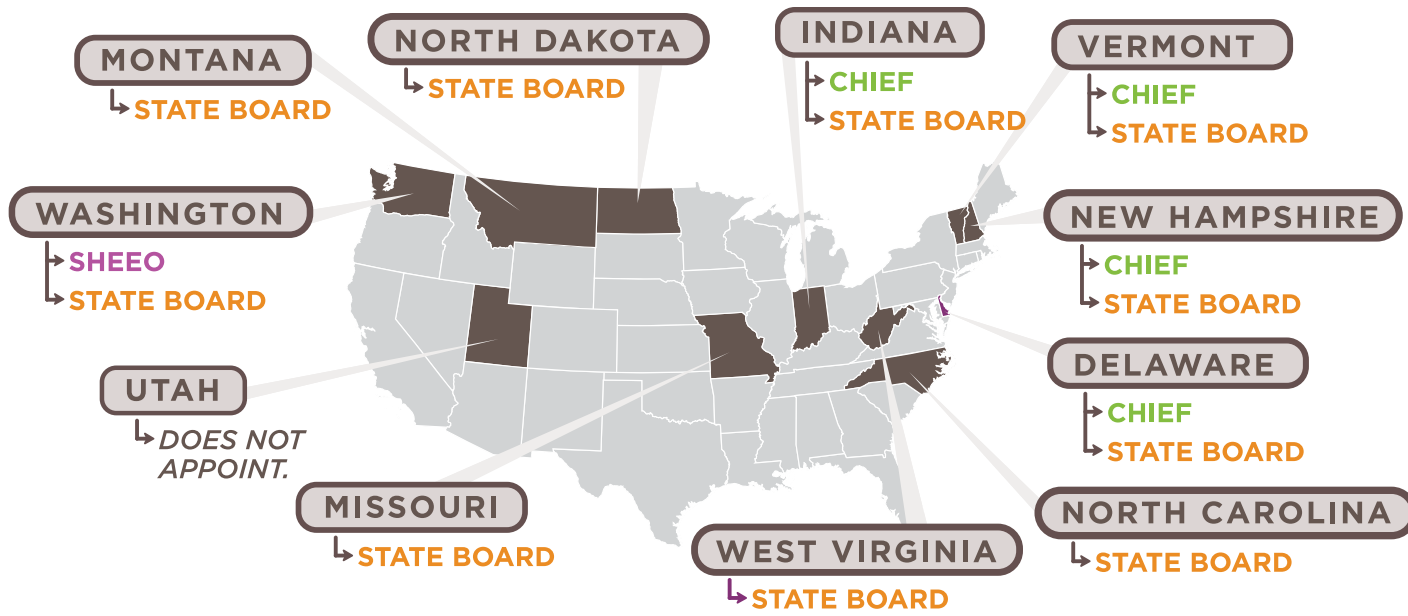 MONTANA
STATE BOARD
NORTH DAKOTA
STATE BOARD
INDIANA
CHIEF
STATE BOARD
VERMONT
CHIEF
STATE BOARD
WASHINGTON
SHEEO
STATE BOARD
NEW HAMPSHIRE
CHIEF
STATE BOARD
UTAH
DOES NOT
APPOINT.
DELAWARE
CHIEF
STATE BOARD
MISSOURI
STATE BOARD
WEST VIRGINIA
STATE BOARD
NORTH CAROLINA
STATE BOARD